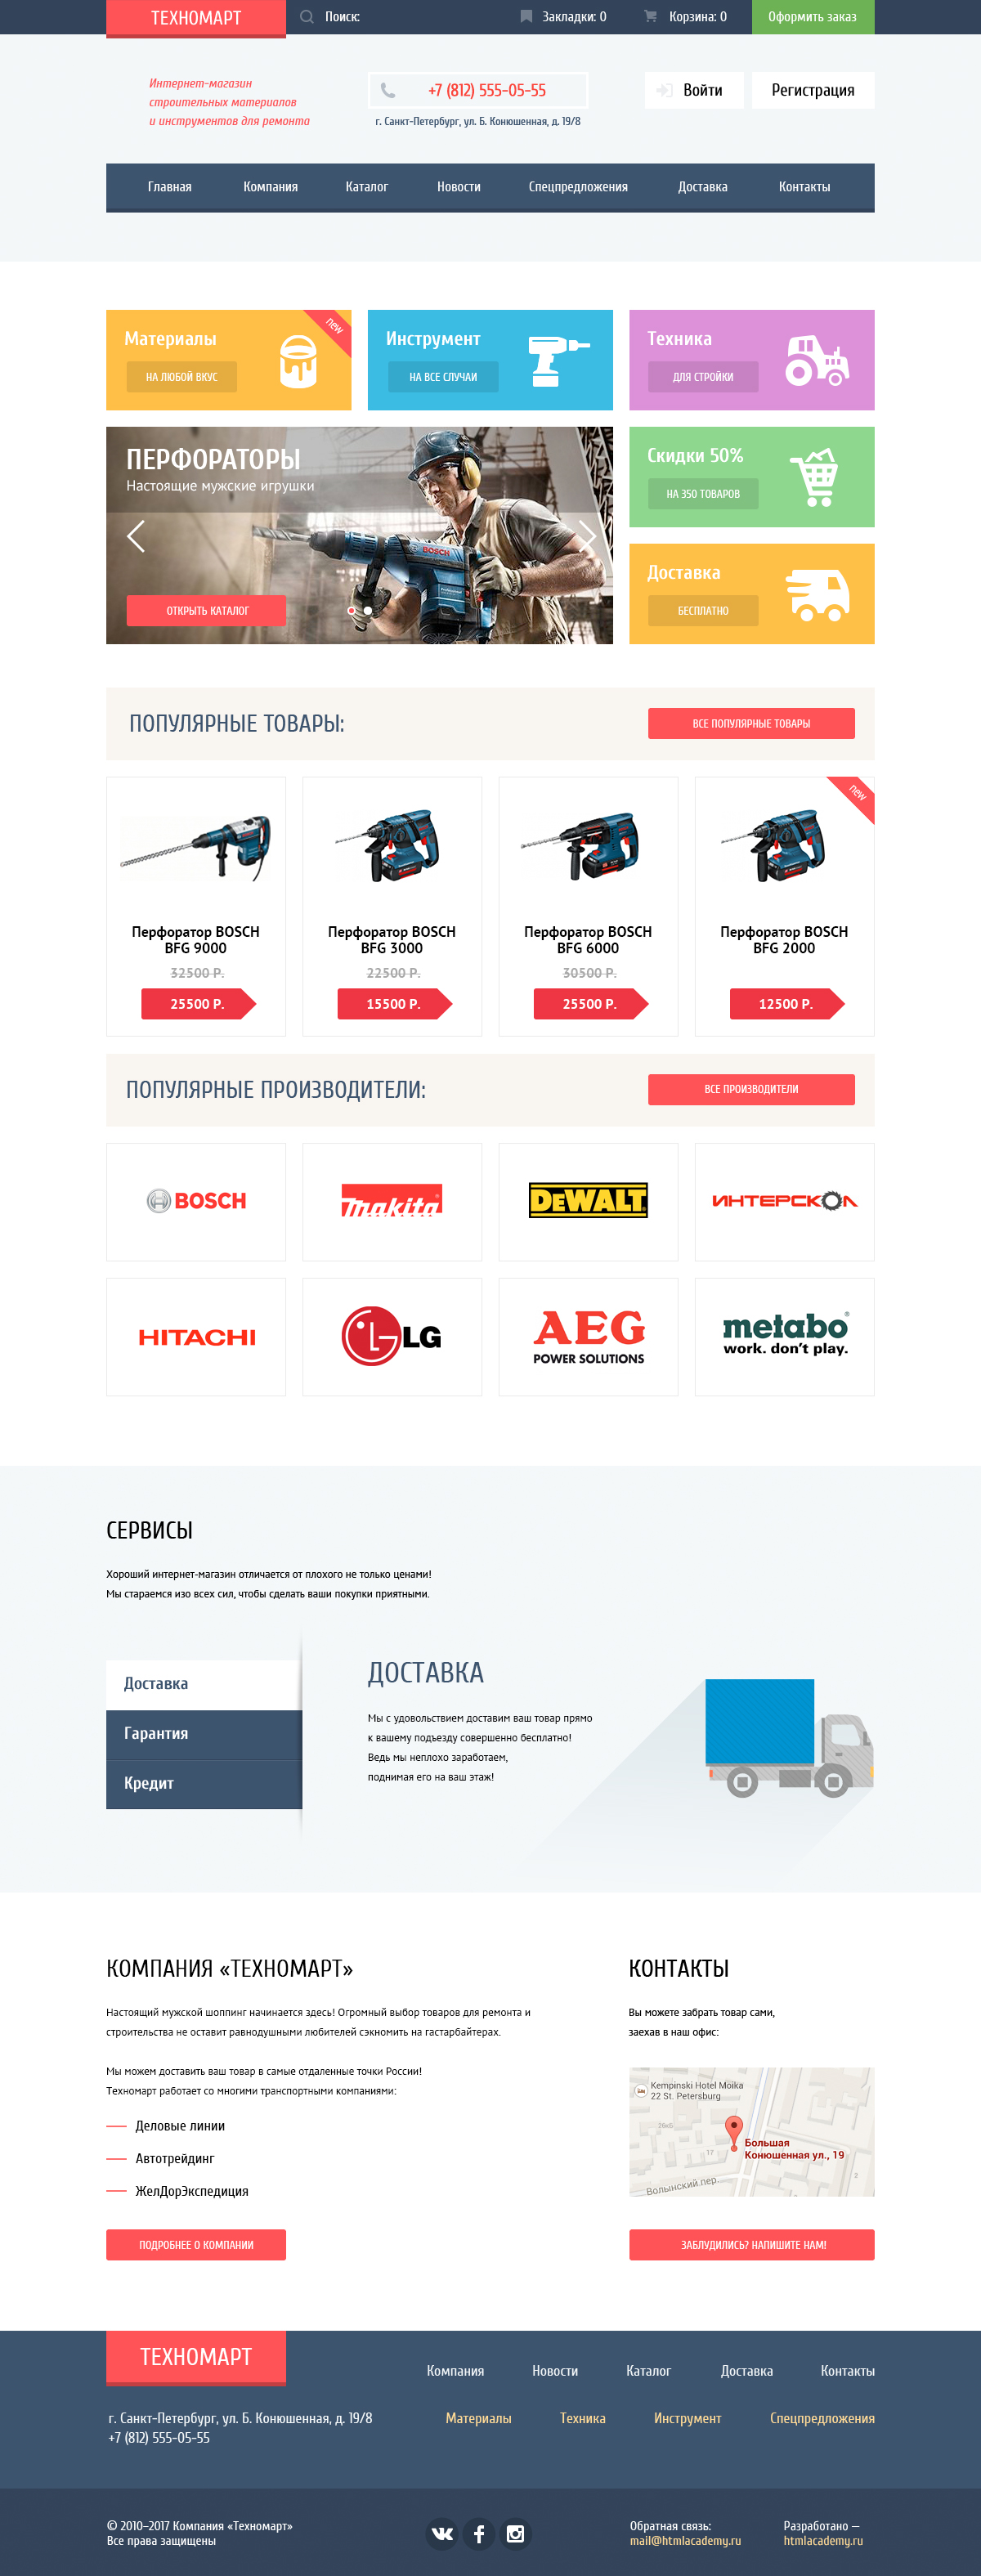 ТЕХНОМАРТ
Поиск:
Закладки: 0
Корзина: 0
Оформить заказ
Интернет-магазин
строительных материалов
и инструментов для ремонта
+7 (812) 555-05-55
г. Санкт-Петербург, ул. Б. Конюшенная, д. 19/8
Войти
Регистрация
Главная
Компания
Каталог
Новости
Спецпредложения
Доставка
Контакты
Материалы
new
НА ЛЮБОЙ ВКУС
Инструмент
НА ВСЕ СЛУЧАИ
Техника
ДЛЯ СТРОЙКИ
ПЕРФОРАТОРЫ
Настоящие мужские игрушки
BOSCH
ОТКРЫТЬ КАТАЛОГ
Скидки 50%
НА 350 ТОВАРОВ
Доставка
БЕСПЛАТНО
ПОПУЛЯРНЫЕ ТОВАРЫ:
ВСЕ ПОПУЛЯРНЫЕ ТОВАРЫ
Перфоратор BOSCH
BFG 9000
32500 Р.
25500 Р.
Перфоратор BOSCH
BFG 3000
22500 Р.
15500 Р.
Перфоратор BOSCH
BFG 6000
30500 Р.
25500 Р.
new
Перфоратор BOSCH
BFG 2000
12500 Р.
ПОПУЛЯРНЫЕ ПРОИЗВОДИТЕЛИ:
ВСЕ ПРОИЗВОДИТЕЛИ
BOSCH
makita
DEWALT
ИНТЕРСКОЛ
HITACHI
LG
AEG
POWER SOLUTIONS
metabo®
work. don't play.
СЕРВИСЫ
Хороший интернет-магазин отличается от плохого не только ценами!
Мы стараемся изо всех сил, чтобы сделать ваши покупки приятными.
Доставка
Гарантия
Кредит
ДОСТАВКА
Мы с удовольствием доставим ваш товар прямо
к вашему подъезду совершенно бесплатно!
Ведь мы неплохо заработаем,
поднимая его на ваш этаж!
КОМПАНИЯ «ТЕХНОМАРТ»
Настоящий мужской шоппинг начинается здесь! Огромный выбор товаров для ремонта и
строительства не оставит равнодушными любителей сэкномить на гастарбайтерах.
Мы можем доставить ваш товар в самые отдаленные точки России!
Техномарт работает со многими транспортными компаниями:
Деловые линии
Автотрейдинг
ЖелДорЭкспедиция
ПОДРОБНЕЕ О КОМПАНИИ
КОНТАКТЫ
Вы можете забрать товар сами,
заехав в наш офис:
Kempinski Hotel Moika
22 St. Petersburg
Большая
Конюшенная ул., 19
17
2
Волынский пер.
ЗАБЛУДИЛИСЬ? НАПИШИТЕ НАМ!
ТЕХНОМАРТ
Компания
Новости
Каталог
Доставка
Контакты
г. Санкт-Петербург, ул. Б. Конюшенная, д. 19/8
+7 (812) 555-05-55
Материалы
Техника
Инструмент
Спецпредложения
© 2010–2017 Компания «Техномарт»
Все права защищены
Обратная связь:
mail@htmlacademy.ru
Разработано —
htmlacademy.ru